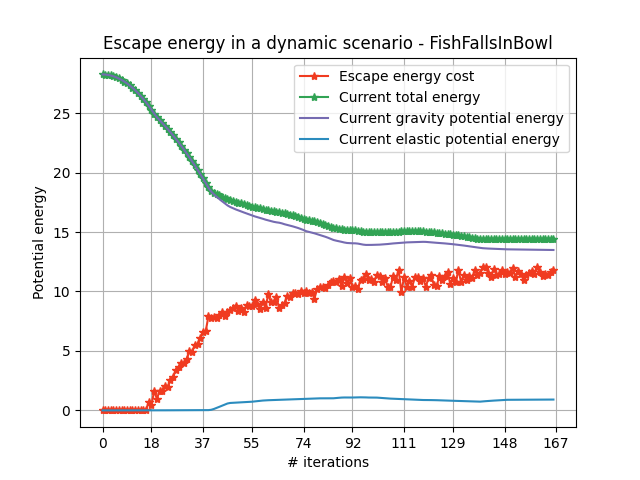 Escape energy in a dynamic scenario - FishFallsInBowl
Escape energy cost
Current total energy
Current gravity potential energy
Current elastic potential energy
Potential energy
25
20
15
10
5
0
0 18 37 55 74 92 111 129 148 167
# iterations